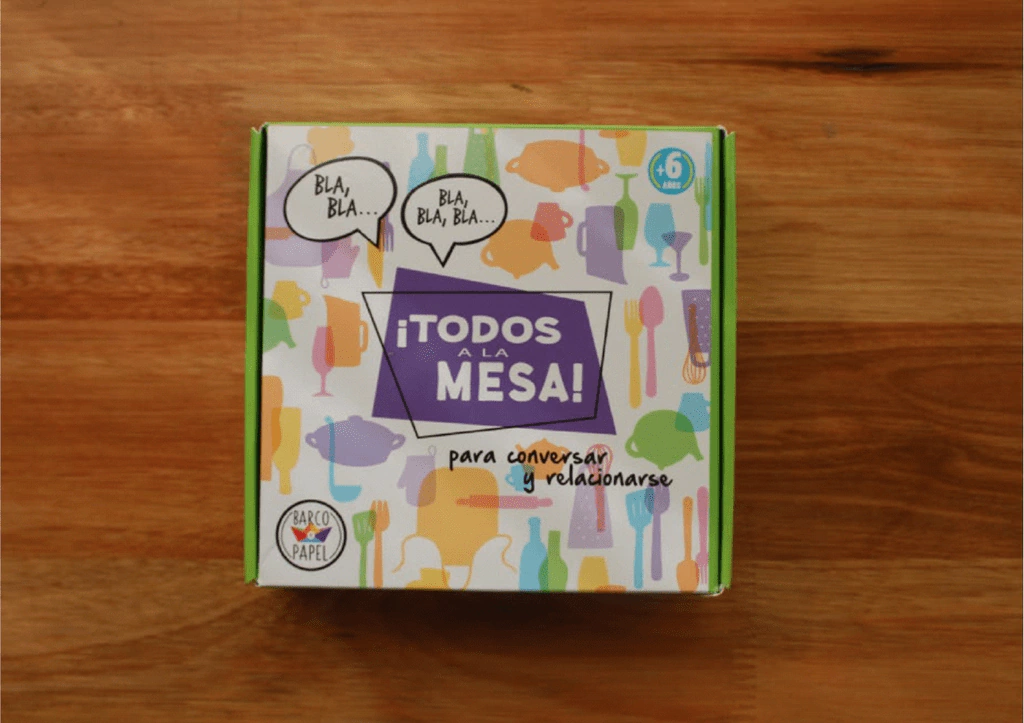 BLA,
BLA...
BLA,
BLA, BLA...
+6
AÑOS
¡TODOS
A LA
MESA!
para conversar
y relacionarse
BARCO
PAPEL